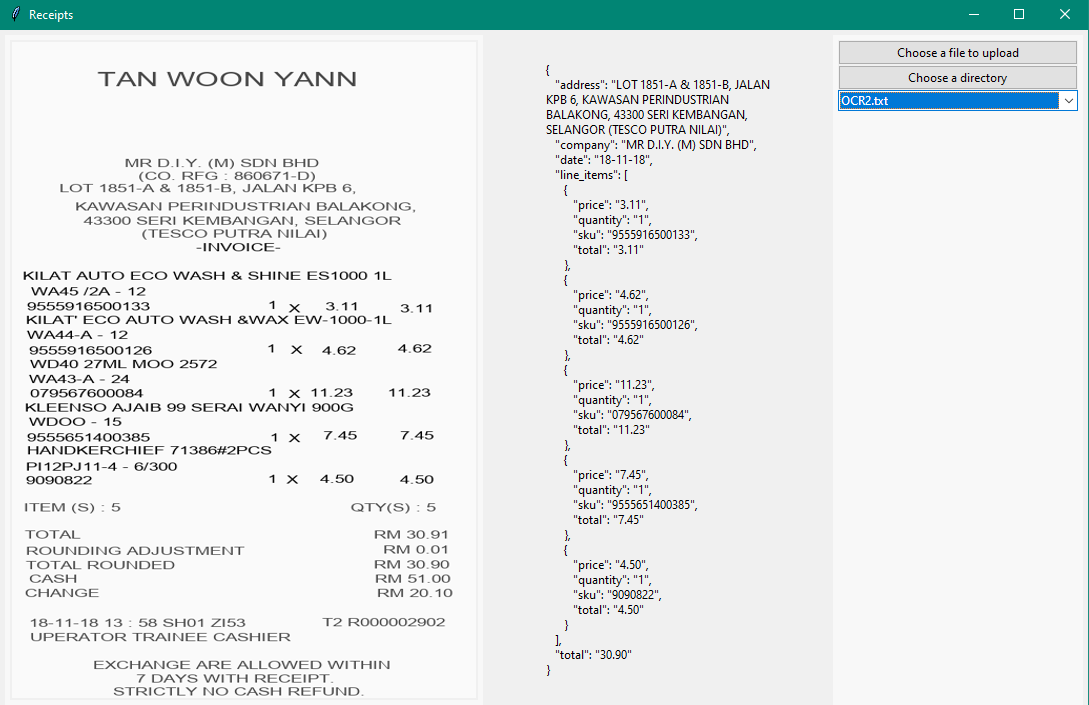 Receipts
TAN WOON YANN
MR D.I.Y. (M) SDN BHD
(CO. RFG : 860671-D)
LOT 1851-A & 1851-B, JALAN KPB 6,
KAWASAN PERINDUSTRIAN BALAKONG,
43300 SERI KEMBANGAN, SELANGOR
(TESCO PUTRA NILAI)
-INVOICE-
KILAT AUTO ECO WASH & SHINE ES1000 1L
WA45 /2A - 12
9555916500133 1 X 3.11 3.11
KILAT' ECO AUTO WASH &WAX EW-1000-1L
WA44-A - 12
9555916500126 1 X 4.62 4.62
WD40 27ML MOO 2572
WA43-A - 24
079567600084 1 X 11.23 11.23
KLEENSO AJAIB 99 SERAI WANYI 900G
WDOO - 15
9555651400385 1 X 7.45 7.45
HANDKERCHIEF 71386#2PCS
PI12PJ11-4 - 6/300
9090822 1 X 4.50 4.50
ITEM (S) : 5 QTY(S) : 5
TOTAL RM 30.91
ROUNDING ADJUSTMENT RM 0.01
TOTAL ROUNDED RM 30.90
CASH RM 51.00
CHANGE RM 20.10
18-11-18 13 : 58 SH01 ZI53 T2 R000002902
UPERATOR TRAINEE CASHIER
EXCHANGE ARE ALLOWED WITHIN
7 DAYS WITH RECEIPT.
STRICTLY NO CASH REFUND.
{
"address": "LOT 1851-A & 1851-B, JALAN
KPB 6, KAWASAN PERINDUSTRIAN
BALAKONG, 43300 SERI KEMBANGAN,
SELANGOR (TESCO PUTRA NILAI)",
"company": "MR D.I.Y. (M) SDN BHD",
"date": "18-11-18",
"line_items": [
{
"price": "3.11",
"quantity": "1",
"sku": "9555916500133",
"total": "3.11"
},
{
"price": "4.62",
"quantity": "1",
"sku": "9555916500126",
"total": "4.62"
},
{
"price": "11.23",
"quantity": "1",
"sku": "079567600084",
"total": "11.23"
},
{
"price": "7.45",
"quantity": "1",
"sku": "9555651400385",
"total": "7.45"
},
{
"price": "4.50",
"quantity": "1",
"sku": "9090822",
"total": "4.50"
}
],
"total": "30.90"
}
Choose a file to upload
Choose a directory
OCR2.txt